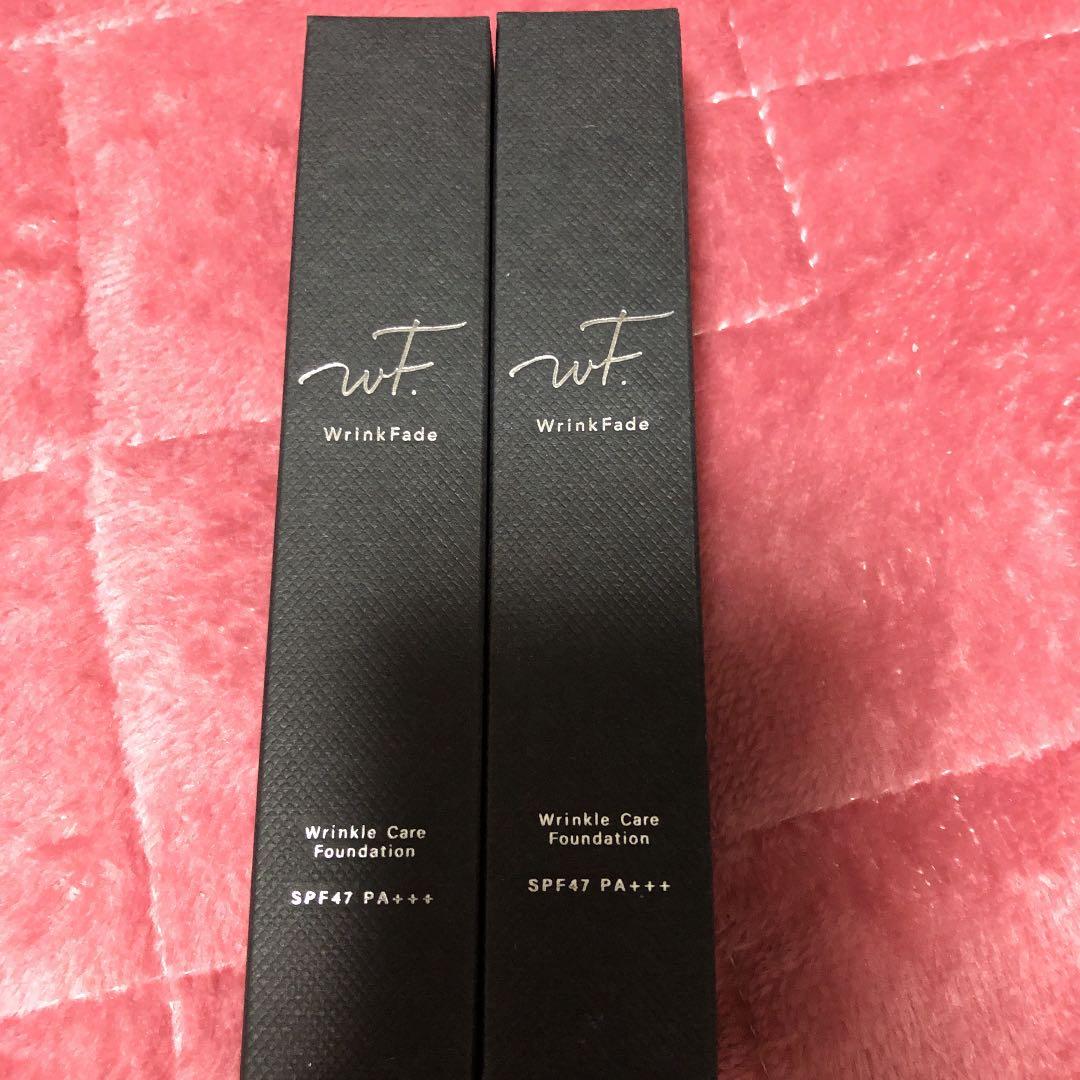 wF.
WrinkFade
Wrinkle Care
Foundation
SPF47 PA+++
wF.
WrinkFade
Wrinkle Care
Foundation
SPF47 PA+++